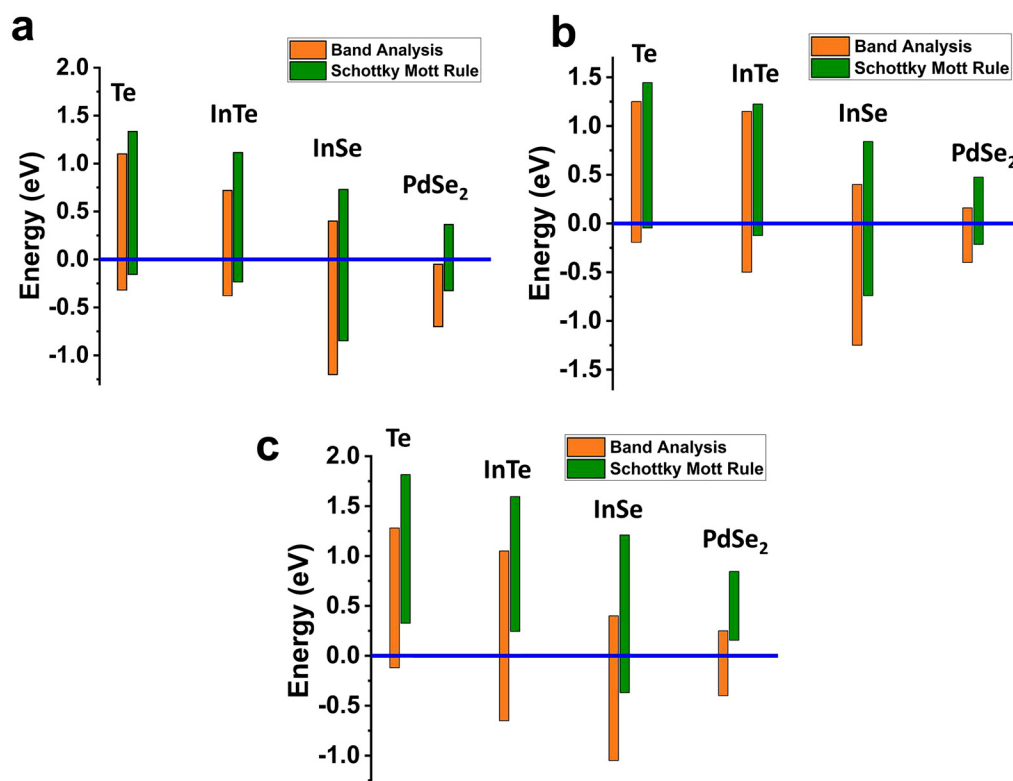 a
Band Analysis
Schottky Mott Rule
Te
InTe
InSe
PdSe₂
Energy (eV)
2.0
1.5
1.0
0.5
0.0
-0.5
-1.0
b
Band Analysis
Schottky Mott Rule
Te
InTe
InSe
PdSe₂
Energy (eV)
1.5
1.0
0.5
0.0
-0.5
-1.0
-1.5
c
Band Analysis
Schottky Mott Rule
Te
InTe
InSe
PdSe₂
Energy (eV)
2.0
1.5
1.0
0.5
0.0
-0.5
-1.0